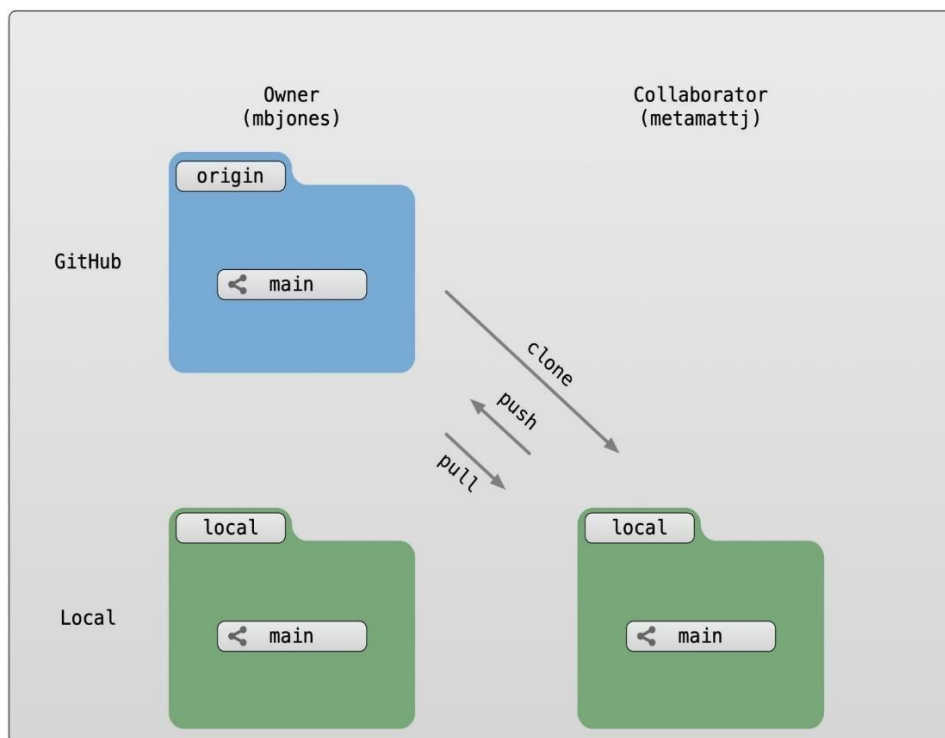 Owner
(mbjones)
Collaborator
(metamattj)
origin
GitHub
main
clone
push
pull
local
local
Local
main
main